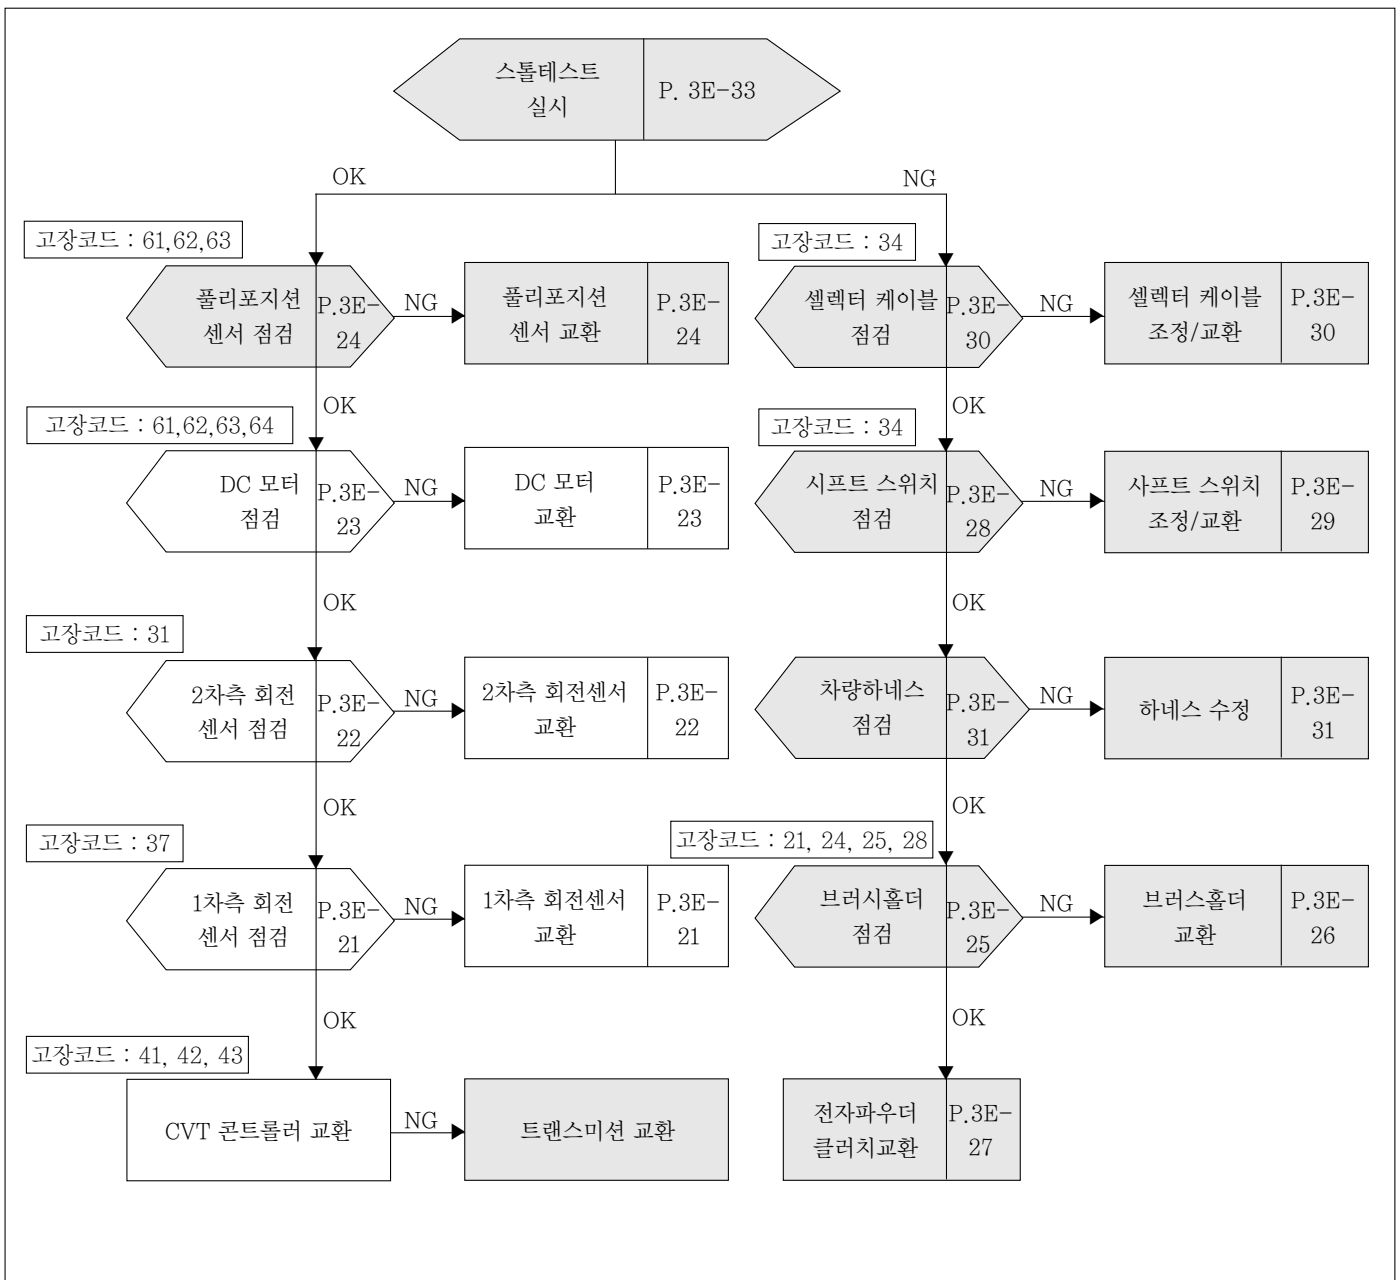 스톨테스트
실시
P. 3E-33
OK
NG
고장코드 : 61,62,63
고장코드 : 34
풀리포지션
센서 점검
P.3E-
24
NG
풀리포지션
센서 교환
P.3E-
24
셀렉터 케이블
점검
P.3E-
30
NG
셀렉터 케이블
조정/교환
P.3E-
30
OK
OK
고장코드 : 61,62,63,64
고장코드 : 34
DC 모터
점검
P.3E-
23
NG
DC 모터
교환
P.3E-
23
시프트 스위치
점검
P.3E-
28
NG
사프트 스위치
조정/교환
P.3E-
29
OK
OK
고장코드 : 31
2차측 회전
센서 점검
P.3E-
22
NG
2차측 회전센서
교환
P.3E-
22
차량하네스
점검
P.3E-
31
NG
하네스 수정
P.3E-
31
OK
OK
고장코드 : 37
고장코드 : 21, 24, 25, 28
1차측 회전
센서 점검
P.3E-
21
NG
1차측 회전센서
교환
P.3E-
21
브러시홀더
점검
P.3E-
25
NG
브러스홀더
교환
P.3E-
26
OK
OK
고장코드 : 41, 42, 43
CVT 콘트롤러 교환
NG
트랜스미션 교환
전자파우더
클러치교환
P.3E-
27